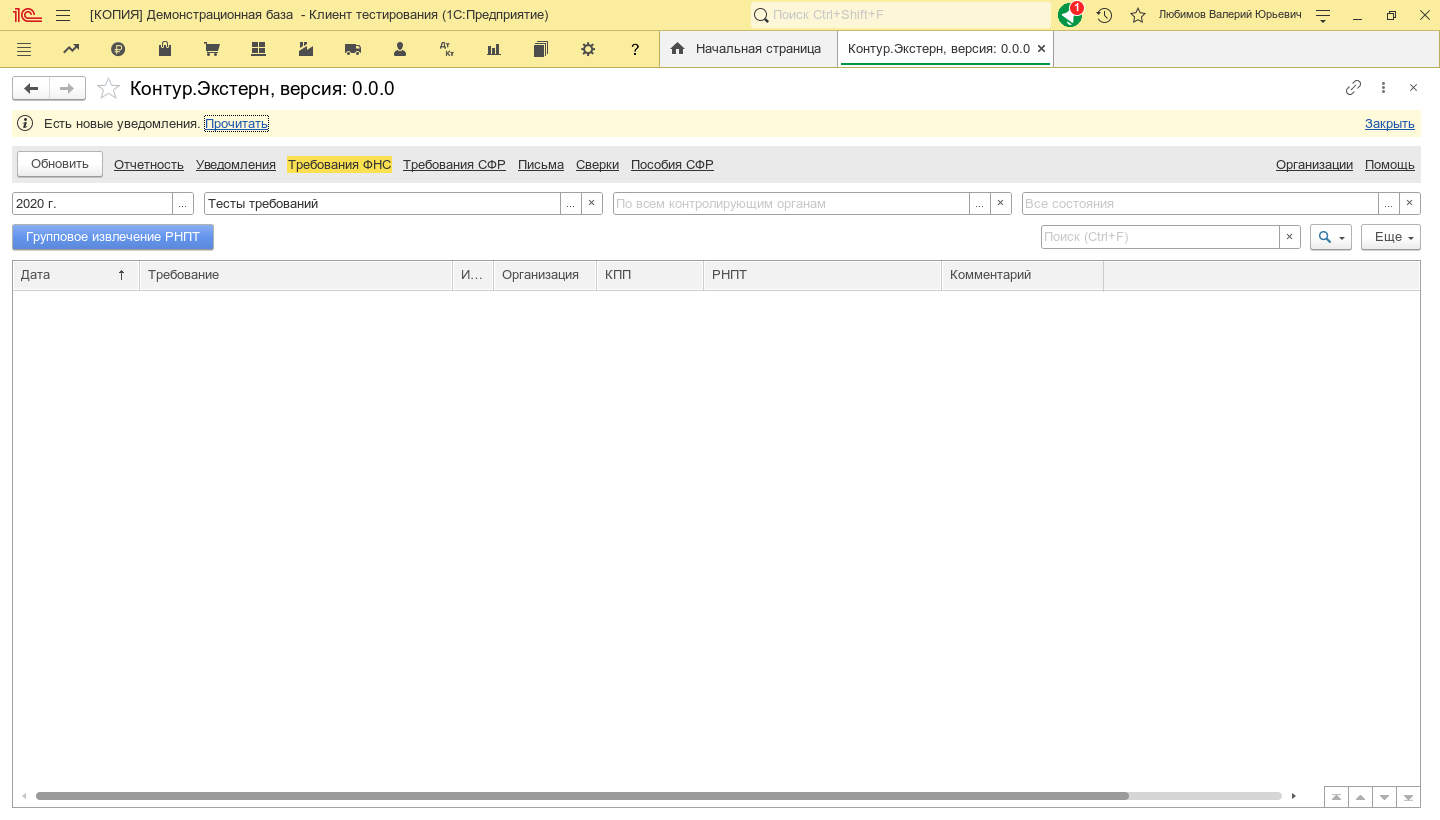 [КОПИЯ] Демонстрационная база - Клиент тестирования (1С:Предприятие)
Поиск Ctrl+Shift+F
1
Любимов Валерий Юрьевич
Дт Кт
?
Начальная страница
Контур.Экстерн, версия: 0.0.0
Контур.Экстерн, версия: 0.0.0
Есть новые уведомления. Прочитать
Закрыть
Обновить
Отчетность
Уведомления
Требования ФНС
Требования СФР
Письма
Сверки
Пособия СФР
Организации
Помощь
2020 г.
...
Тесты требований
...
По всем контролирующим органам
...
Все состояния
...
Групповое извлечение РНПТ
Поиск (Ctrl+F)
Еще
Дата
Требование
И...
Организация
КПП
РНПТ
Комментарий